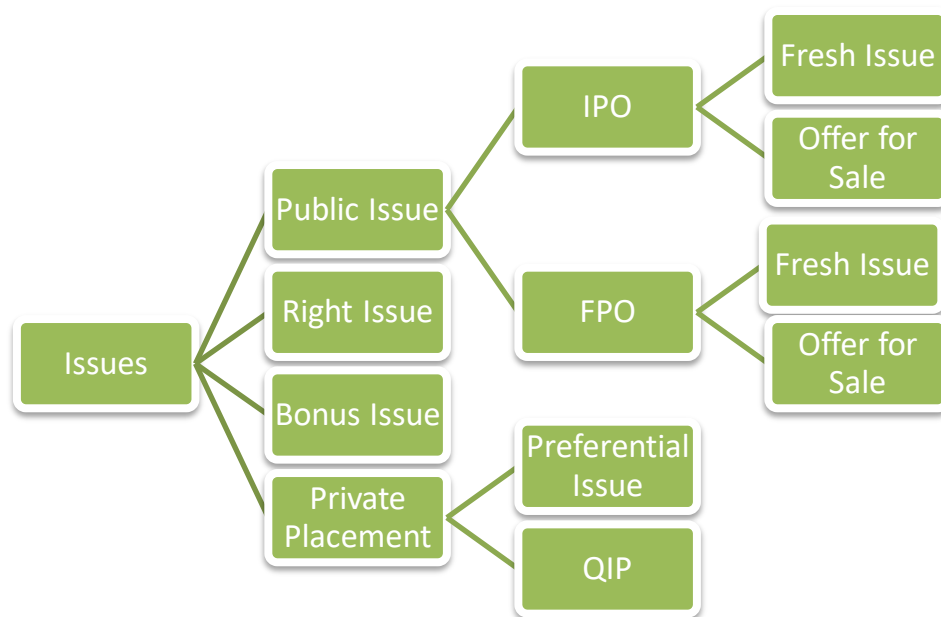 Issues
Public Issue
Right Issue
Bonus Issue
Private
Placement
IPO
FPO
Preferential
Issue
QIP
Fresh Issue
Offer for
Sale
Fresh Issue
Offer for
Sale